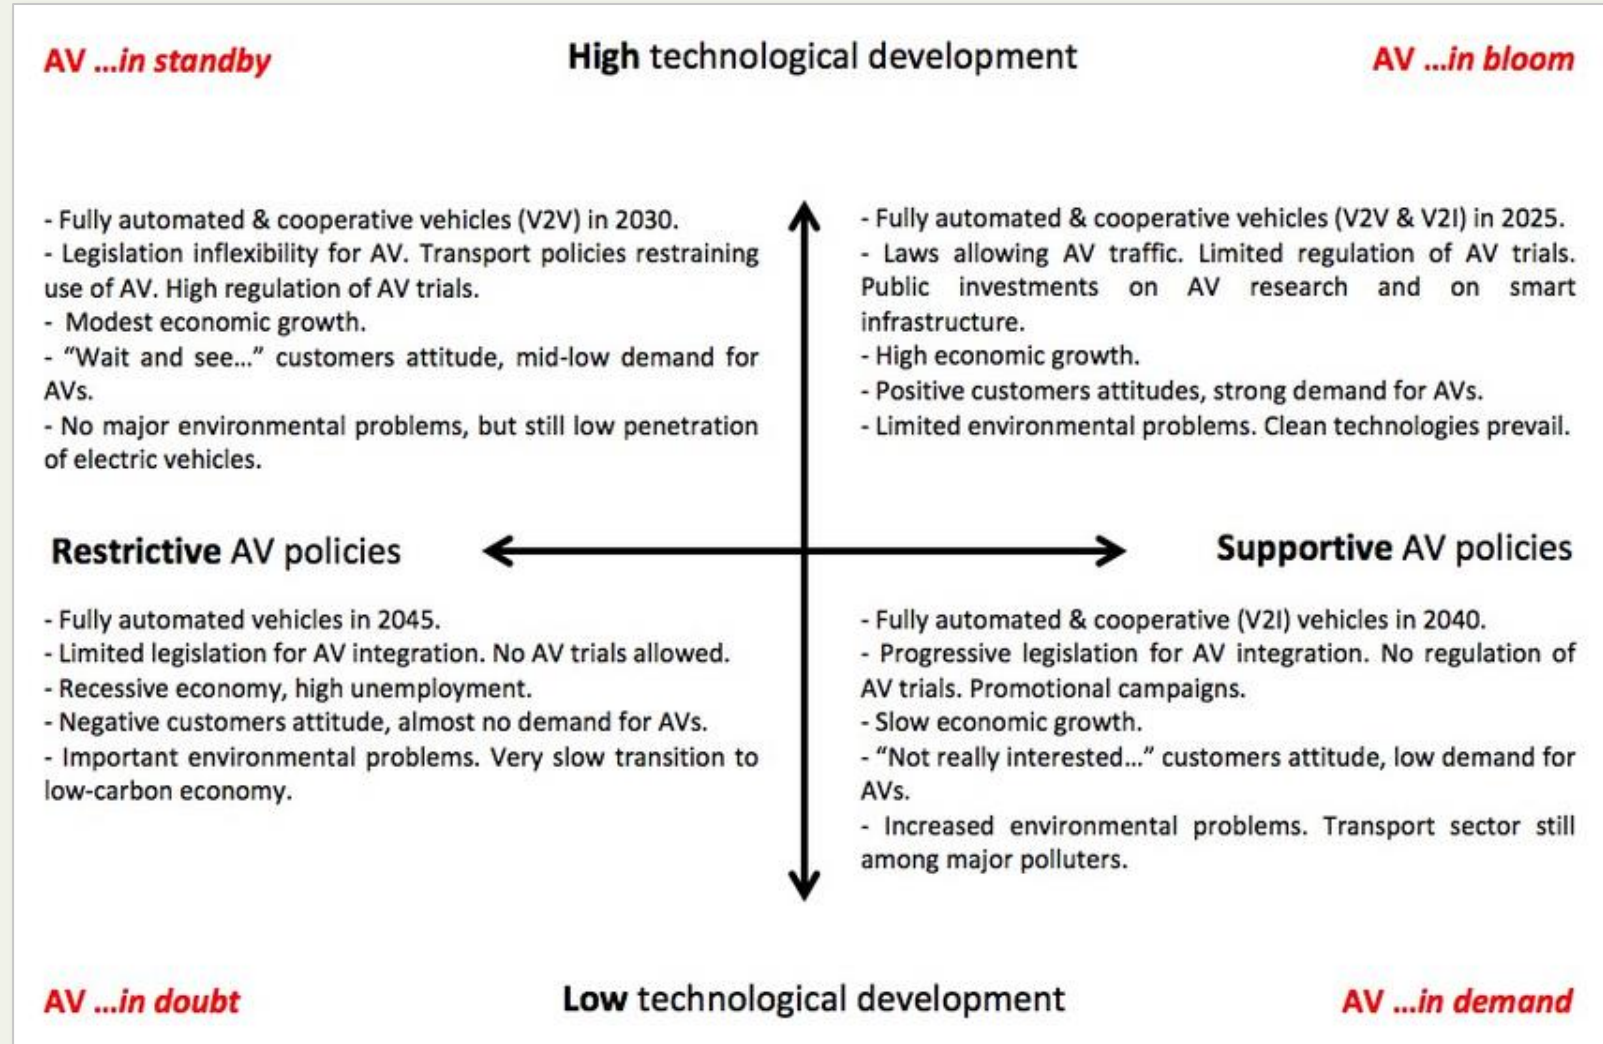 AV ...in standby
High technological development
AV ...in bloom
- Fully automated & cooperative vehicles (V2V) in 2030.
- Legislation inflexibility for AV. Transport policies restraining
use of AV. High regulation of AV trials.
- Modest economic growth.
- “Wait and see...” customers attitude, mid-low demand for
AVs.
- No major environmental problems, but still low penetration
of electric vehicles.
- Fully automated & cooperative vehicles (V2V & V2I) in 2025.
- Laws allowing AV traffic. Limited regulation of AV trials.
Public investments on AV research and on smart
infrastructure.
- High economic growth.
- Positive customers attitudes, strong demand for AVs.
- Limited environmental problems. Clean technologies prevail.
Restrictive AV policies
Supportive AV policies
- Fully automated vehicles in 2045.
- Limited legislation for AV integration. No AV trials allowed.
- Recessive economy, high unemployment.
- Negative customers attitude, almost no demand for AVs.
- Important environmental problems. Very slow transition to
low-carbon economy.
- Fully automated & cooperative (V2I) vehicles in 2040.
- Progressive legislation for AV integration. No regulation of
AV trials. Promotional campaigns.
- Slow economic growth.
- “Not really interested...” customers attitude, low demand for
AVs.
- Increased environmental problems. Transport sector still
among major polluters.
AV ...in doubt
Low technological development
AV ...in demand